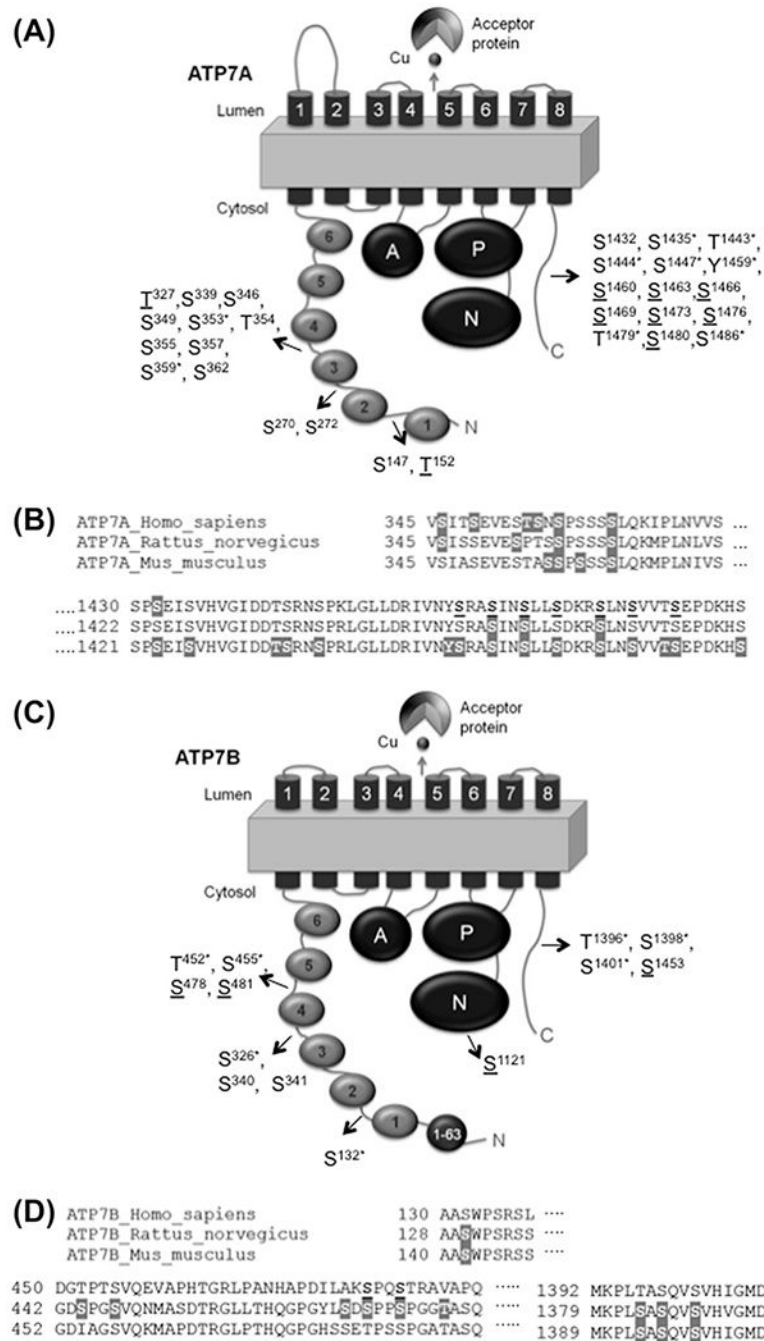 (A)
Acceptor
protein
Cu
ATP7A
1 2 3 4 5 6 7 8
Lumen
Cytosol
6
A P
5
N
4
3
2
1 N
C
S1432, S1435*, T1443*,
S1444*, S1447*, Y1459*,
S1460, S1463, S1466,
S1469, S1473, S1476,
T1479*, S1480, S1486*
T327, S339, S346,
S349, S353*, T354,
S355, S357,
S359*, S362
S270, S272
S147, T152
(B)
ATP7A_Homo_sapiens 345 VSITSEVESTSNSPSSSSLQKIPLNVVS ...
ATP7A_Rattus_norvegicus 345 VSISSEVESPTSSPSSSSLQKMPLNLVS ...
ATP7A_Mus_musculus 345 VSIASEVESTASSPSSSSLQKMPLNVVS ...
....1430 SPSEISVHVGIDDTSRNSPKLGLLDRIVNYSRASINSLLSDKRSLNSVVTSEPDKHS
....1422 SPSEISVHVGIDDTSRNSPRLGLLDRIVNYSRASINSLLSDKRSLNSVVTSEPDKHS
....1421 SPSEISVHVGIDDTSRNSPRLGLLDRIVNYSRASINSLLSDKRSLNSVVTSEPDKHS
(C)
Acceptor
protein
Cu
ATP7B
1 2 3 4 5 6 7 8
Lumen
Cytosol
6
A P
5
N
4
3
2
1 1-63 N
C
T1396*, S1398*,
S1401*, S1453
T452*, S455*,
S478, S481
S1121
S326*,
S340, S341
S132*
(D)
ATP7B_Homo_sapiens 130 AASWPSRSL ....
ATP7B_Rattus_norvegicus 128 AASWPSRSS ....
ATP7B_Mus_musculus 140 AASWPSRSS ....
450 DGTPTSVQEVAPHTGRLPANHAPDILAKSPQSTRAVAPQ ..... 1392 MKPLTASQVSVHIGMD
442 GDSPGSVQNMASDTRGLLTHQGPGYLSDSPPSPGGTASQ ..... 1379 MKPLSASQVSVHVGMD
452 GDIAGSVQKMAPDTRGLPGHQGPGHSSETPSSPGATASQ ..... 1389 MKPLSASQVSVHIGMD